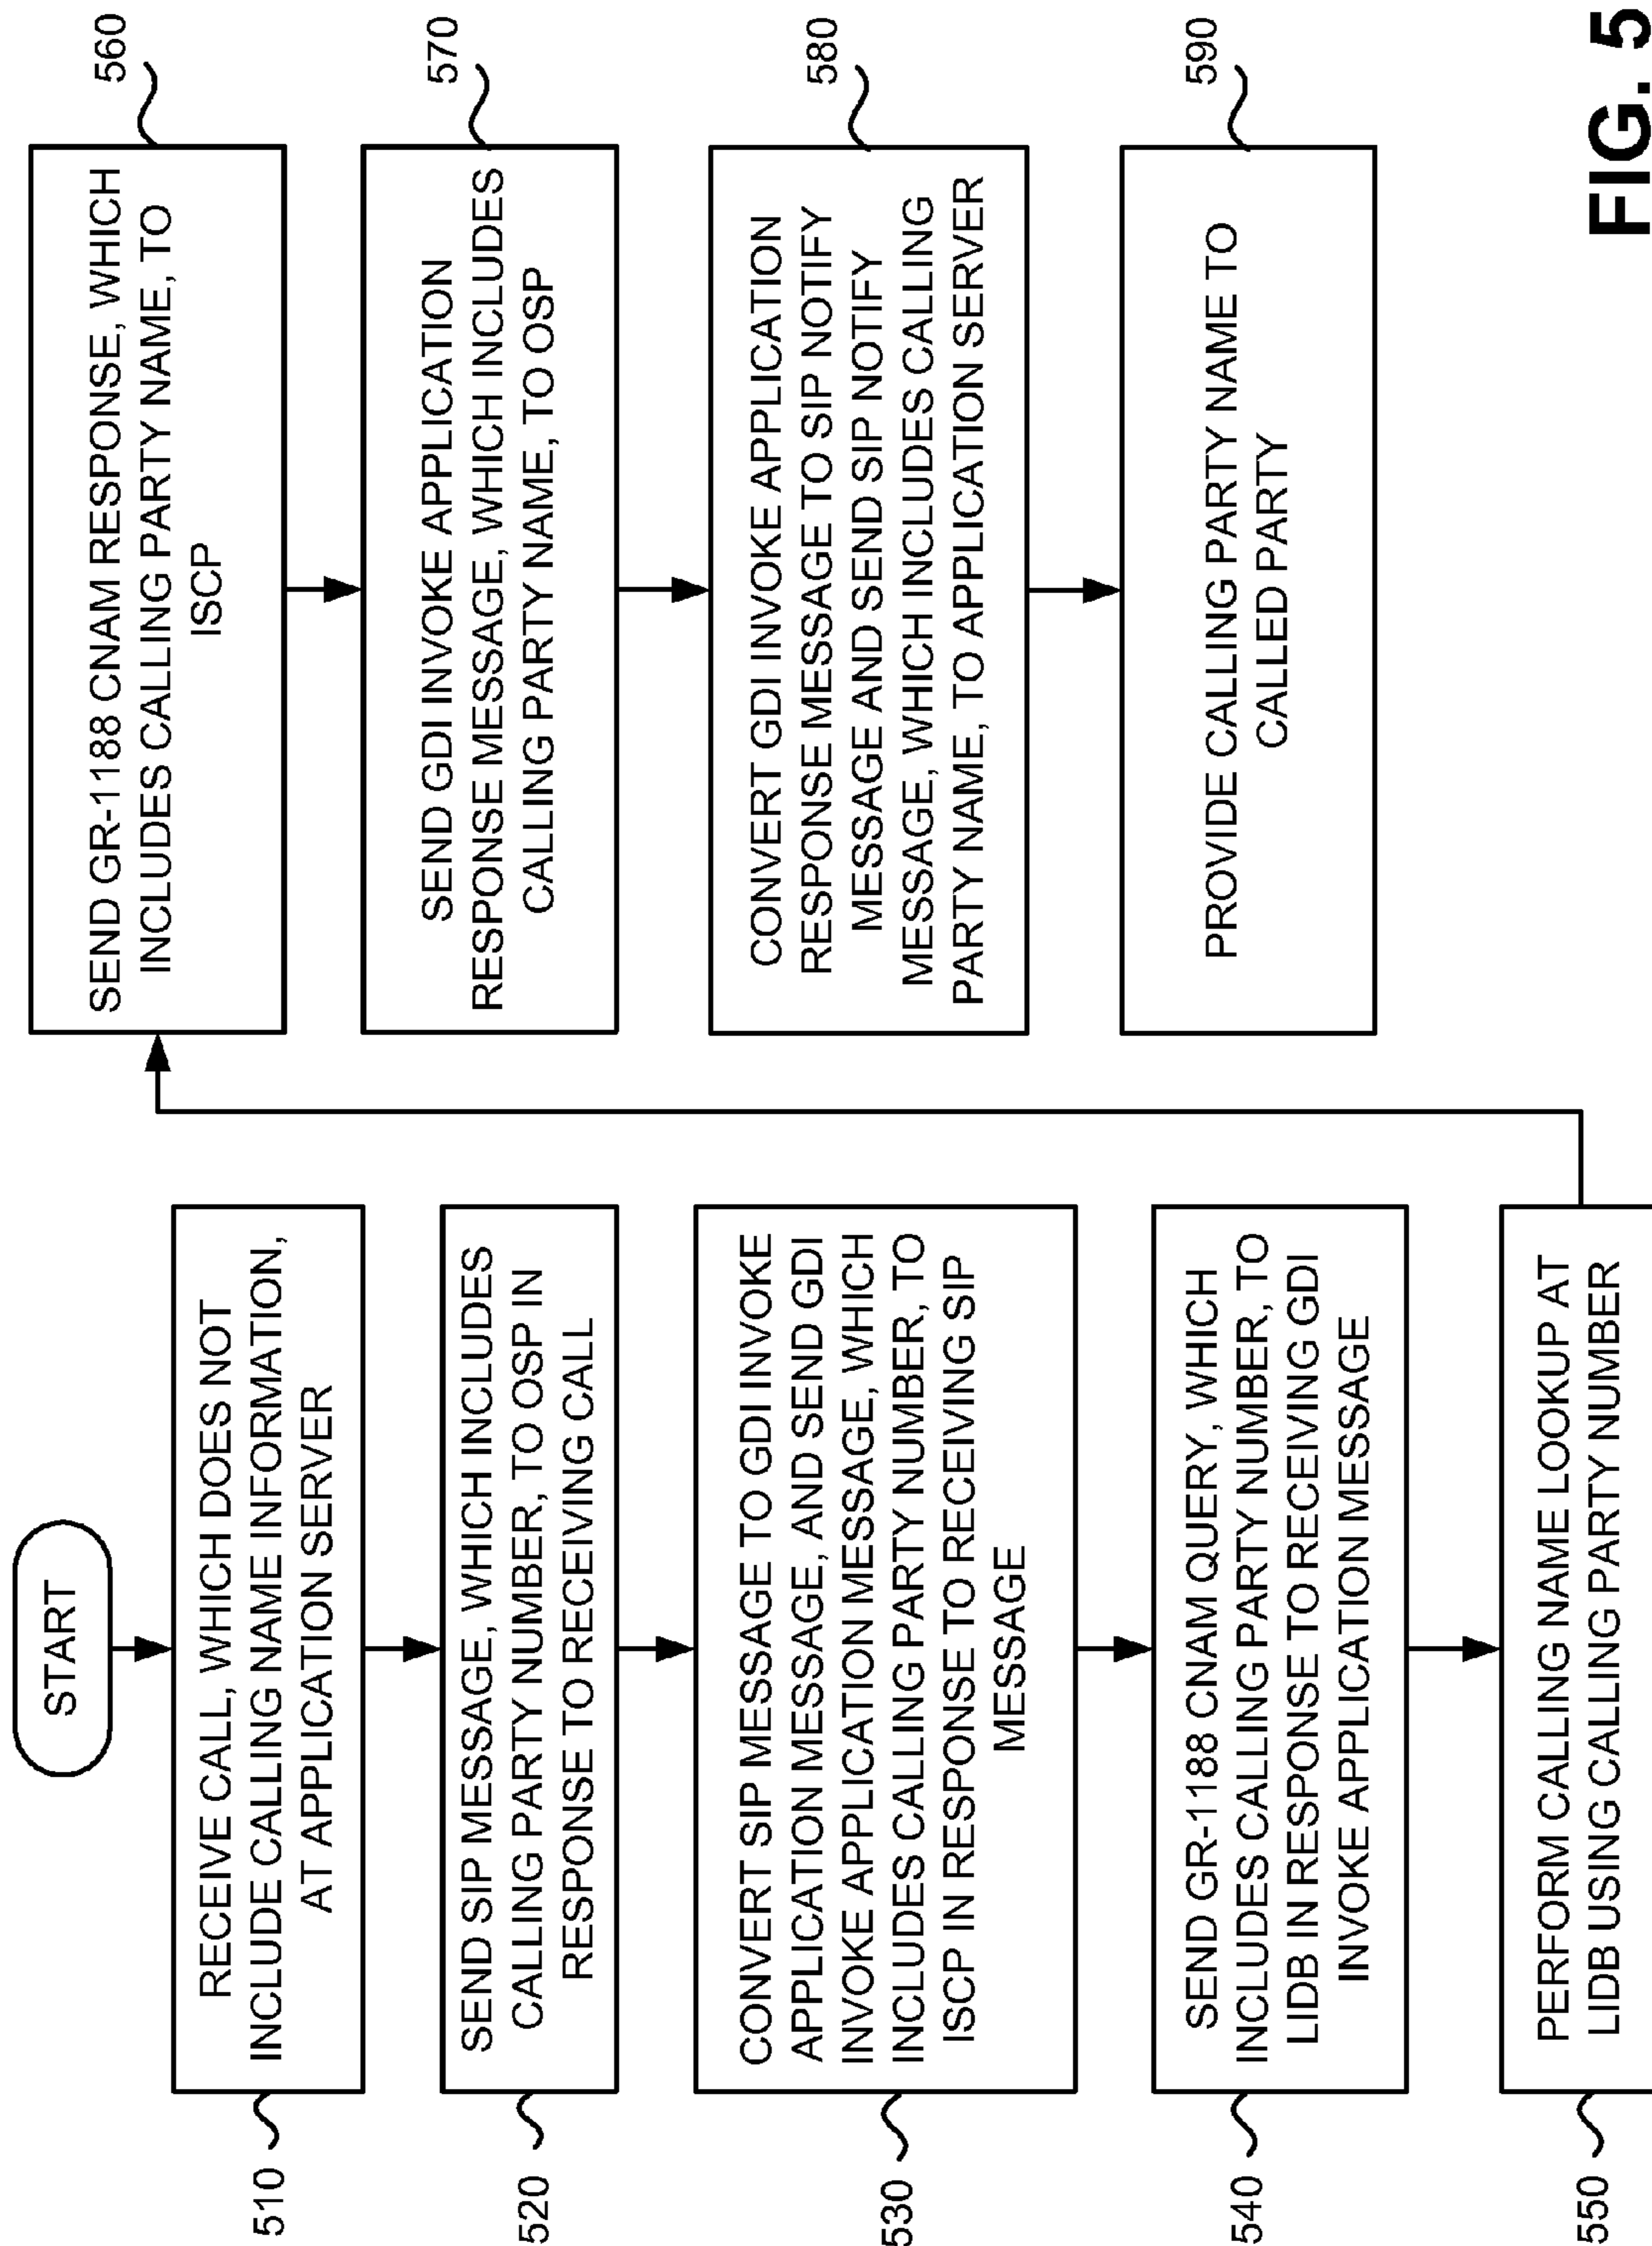 START
510
RECEIVE CALL, WHICH DOES NOT
INCLUDE CALLING NAME INFORMATION,
AT APPLICATION SERVER
520
SEND SIP MESSAGE, WHICH INCLUDES
CALLING PARTY NUMBER, TO OSP IN
RESPONSE TO RECEIVING CALL
530
CONVERT SIP MESSAGE TO GDI INVOKE
APPLICATION MESSAGE, AND SEND GDI
INVOKE APPLICATION MESSAGE, WHICH
INCLUDES CALLING PARTY NUMBER, TO
ISCP IN RESPONSE TO RECEIVING SIP
MESSAGE
540
SEND GR-1188 CNAM QUERY, WHICH
INCLUDES CALLING PARTY NUMBER, TO
LIDB IN RESPONSE TO RECEIVING GDI
INVOKE APPLICATION MESSAGE
550
PERFORM CALLING NAME LOOKUP AT
LIDB USING CALLING PARTY NUMBER
560
SEND GR-1188 CNAM RESPONSE, WHICH
INCLUDES CALLING PARTY NAME, TO
ISCP
570
SEND GDI INVOKE APPLICATION
RESPONSE MESSAGE, WHICH INCLUDES
CALLING PARTY NAME, TO OSP
580
CONVERT GDI INVOKE APPLICATION
RESPONSE MESSAGE TO SIP NOTIFY
MESSAGE AND SEND SIP NOTIFY
MESSAGE, WHICH INCLUDES CALLING
PARTY NAME, TO APPLICATION SERVER
590
PROVIDE CALLING PARTY NAME TO
CALLED PARTY
FIG. 5